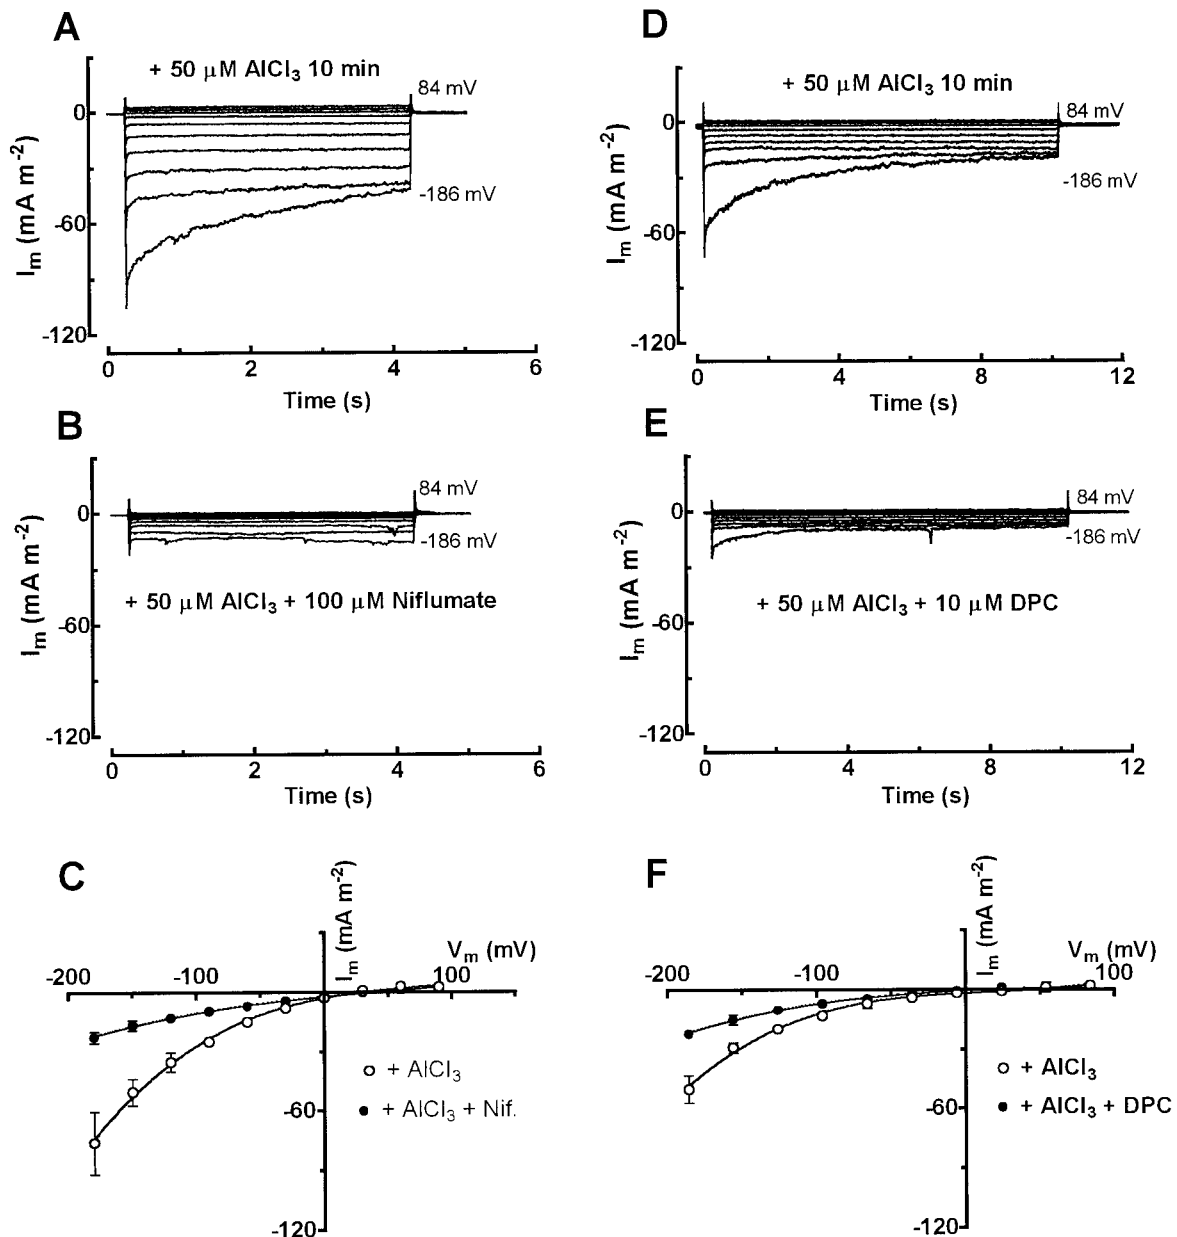 A
+ 50 μM AlCl3 10 min
84 mV
-186 mV
0
-60
-120
Im (mA m-2)
0 2 4 6
Time (s)
D
+ 50 μM AlCl3 10 min
84 mV
-186 mV
0
-60
-120
Im (mA m-2)
0 4 8 12
Time (s)
B
84 mV
-186 mV
+ 50 μM AlCl3 + 100 μM Niflumate
0
-60
-120
Im (mA m-2)
0 2 4 6
Time (s)
E
84 mV
-186 mV
+ 50 μM AlCl3 + 10 μM DPC
0
-60
-120
Im (mA m-2)
0 4 8 12
Time (s)
C
Im (mA m-2)
Vm (mV)
-200 -100 100
+ AlCl3
+ AlCl3 + Nif.
-60
-120
F
Im (mA m-2)
Vm (mV)
-200 -100 100
+ AlCl3
+ AlCl3 + DPC
-60
-120